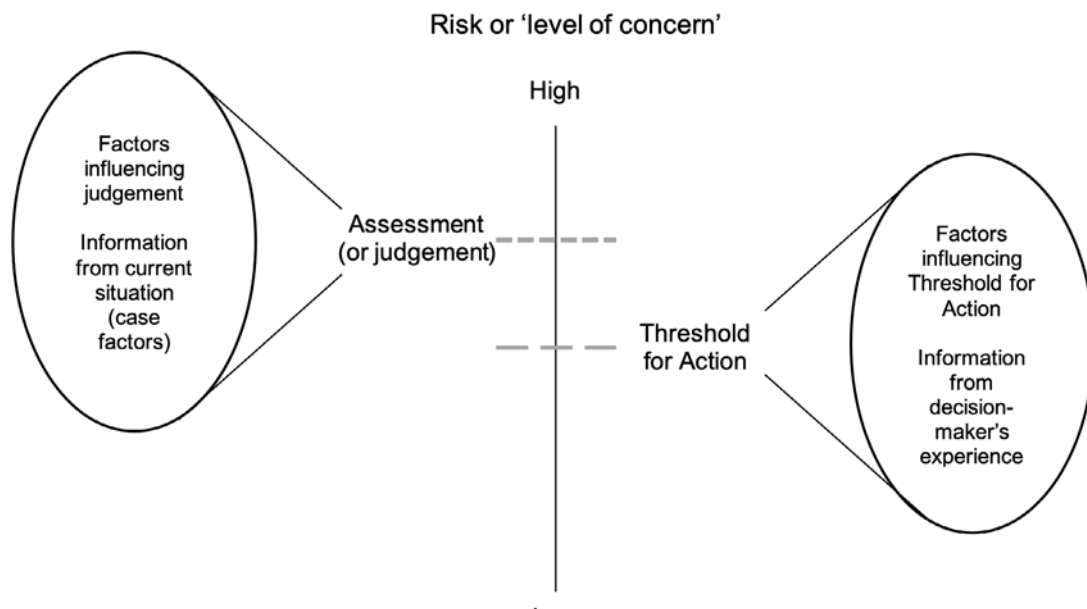 Risk or ‘level of concern’
High
Factors
influencing
judgement
Information
from current
situation
(case
factors)
Assessment
(or judgement)
Threshold
for Action
Factors
influencing
Threshold for
Action
Information
from
decision-
maker’s
experience